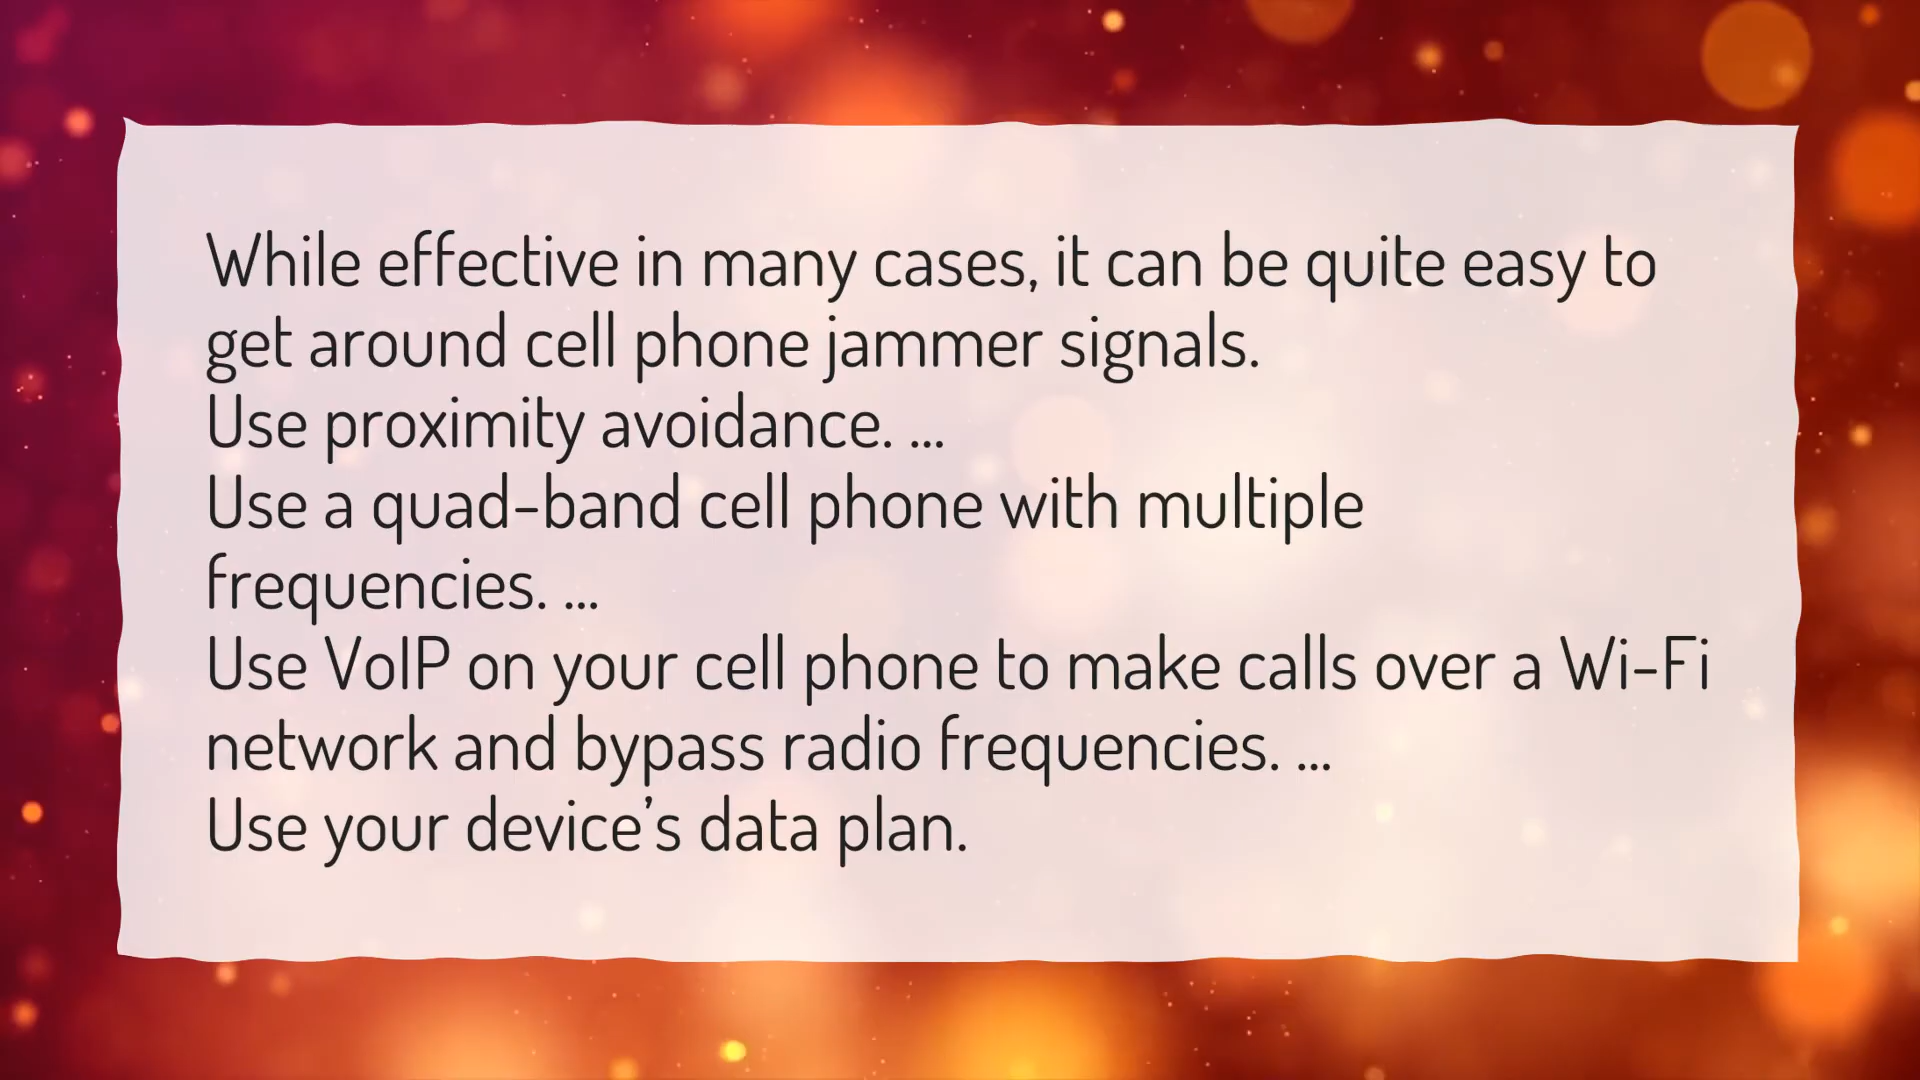 While effective in many cases, it can be quite easy to
get around cell phone jammer signals.
Use proximity avoidance. ...
Use a quad-band cell phone with multiple
frequencies. ...
Use VoIP on your cell phone to make calls over a Wi-Fi
network and bypass radio frequencies. ...
Use your device’s data plan.